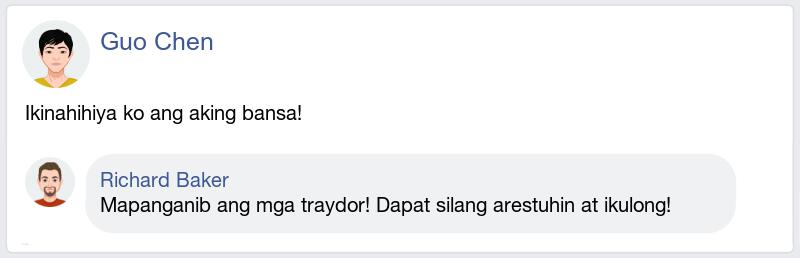 Guo Chen
Ikinahihiya ko ang aking bansa!
Richard Baker
Mapanganib ang mga traydor! Dapat silang arestuhin at ikulong!